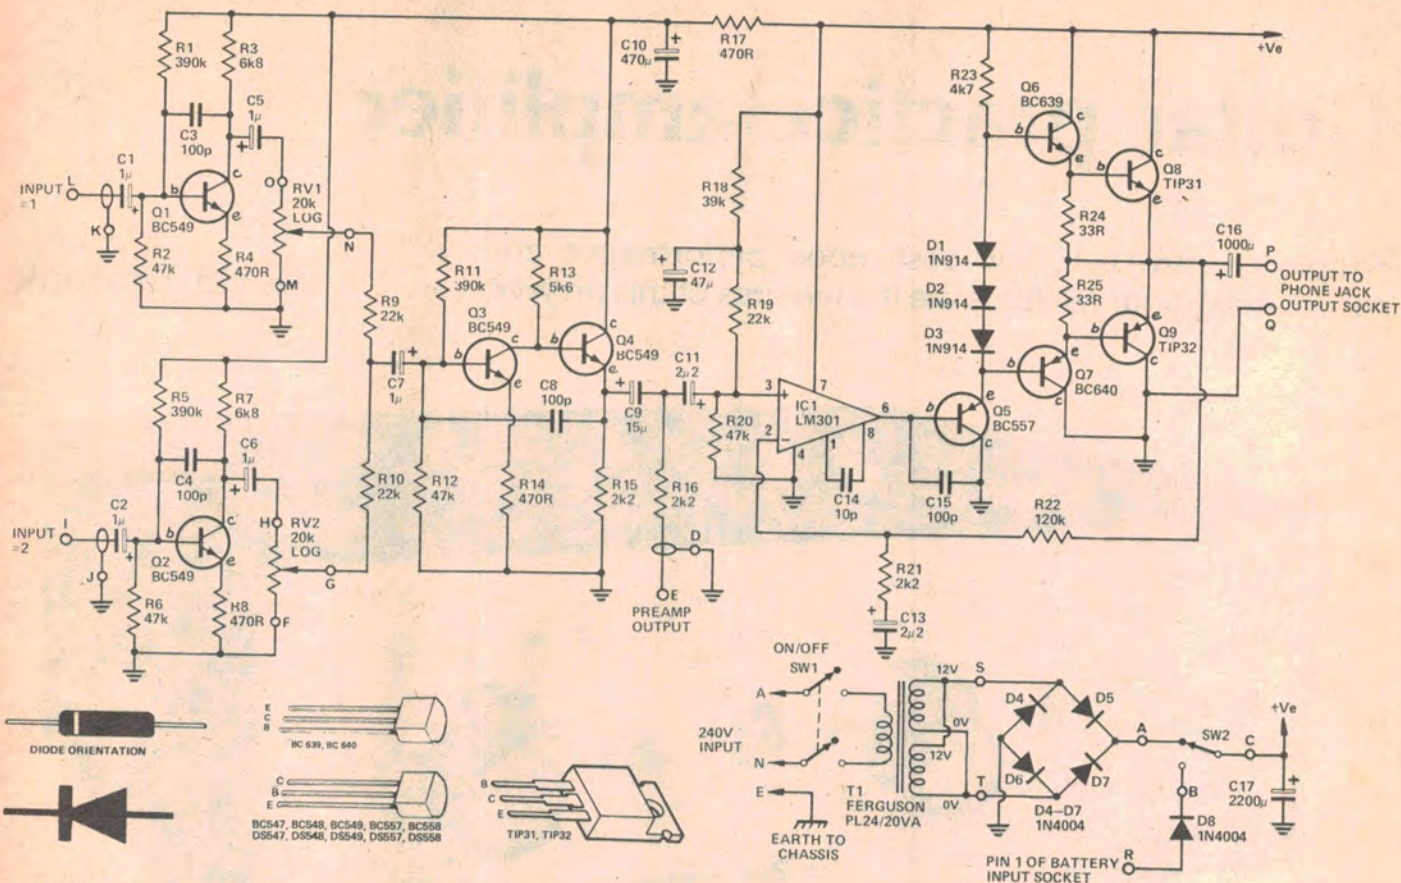 R1
390k
R3
6k8
C5
1µ
C3
100p
C1
1µ
INPUT
=1
L
K
Q1
BC549
b
c
e
R2
47k
R4
470R
O
RV1
20k
LOG
N
M
R5
390k
R7
6k8
C6
1µ
C4
100p
C2
1µ
INPUT
=2
I
J
Q2
BC549
b
c
e
R6
47k
R8
470R
H
RV2
20k
LOG
G
F
R9
22k
R10
22k
C7
1µ
R11
390k
R13
5k6
Q3
BC549
b
c
e
Q4
BC549
b
c
e
C8
100p
R12
47k
R14
470R
R15
2k2
C9
15µ
C10
470µ
R17
470R
C11
2µ2
R16
2k2
D
E
PREAMP
OUTPUT
R18
39k
C12
47µ
R19
22k
R20
47k
3
2
7
6
4
1
8
IC1
LM301
C14
10p
C15
100p
R23
4k7
D1
1N914
D2
1N914
D3
1N914
b
e
c
Q5
BC557
Q6
BC639
b
c
e
Q8
TIP31
b
c
e
R24
33R
R25
33R
Q7
BC640
b
e
c
Q9
TIP32
b
e
c
+Ve
C16
1000µ
P
OUTPUT TO
PHONE JACK
OUTPUT SOCKET
Q
R22
120k
R21
2k2
C13
2µ2
DIODE ORIENTATION
E
C
B
BC 639, BC 640
C
B
E
BC547, BC548, BC549, BC557, BC558
DS547, DS548, DS549, DS557, DS558
B
C
E
TIP31, TIP32
ON/OFF
SW1
A
240V
INPUT
N
E
EARTH TO
CHASSIS
12V
0V
12V
0V
S
T
T1
FERGUSON
PL24/20VA
D4
D5
D6
D7
D4–D7
1N4004
A
SW2
C
+Ve
B
C17
2200µ
D8
1N4004
PIN 1 OF BATTERY
INPUT SOCKET
R